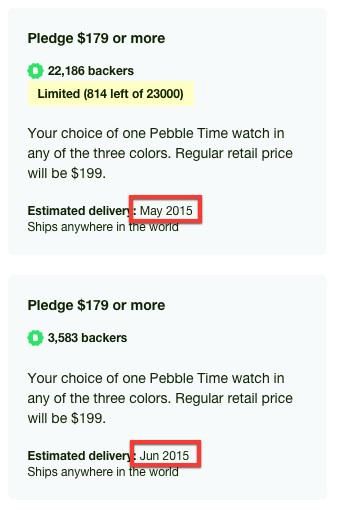 Pledge $179 or more
22,186 backers
Limited (814 left of 23000)
Your choice of one Pebble Time watch in
any of the three colors. Regular retail price
will be $199.
Estimated delivery: May 2015
Ships anywhere in the world
Pledge $179 or more
3,583 backers
Your choice of one Pebble Time watch in
any of the three colors. Regular retail price
will be $199.
Estimated delivery: Jun 2015
Ships anywhere in the world